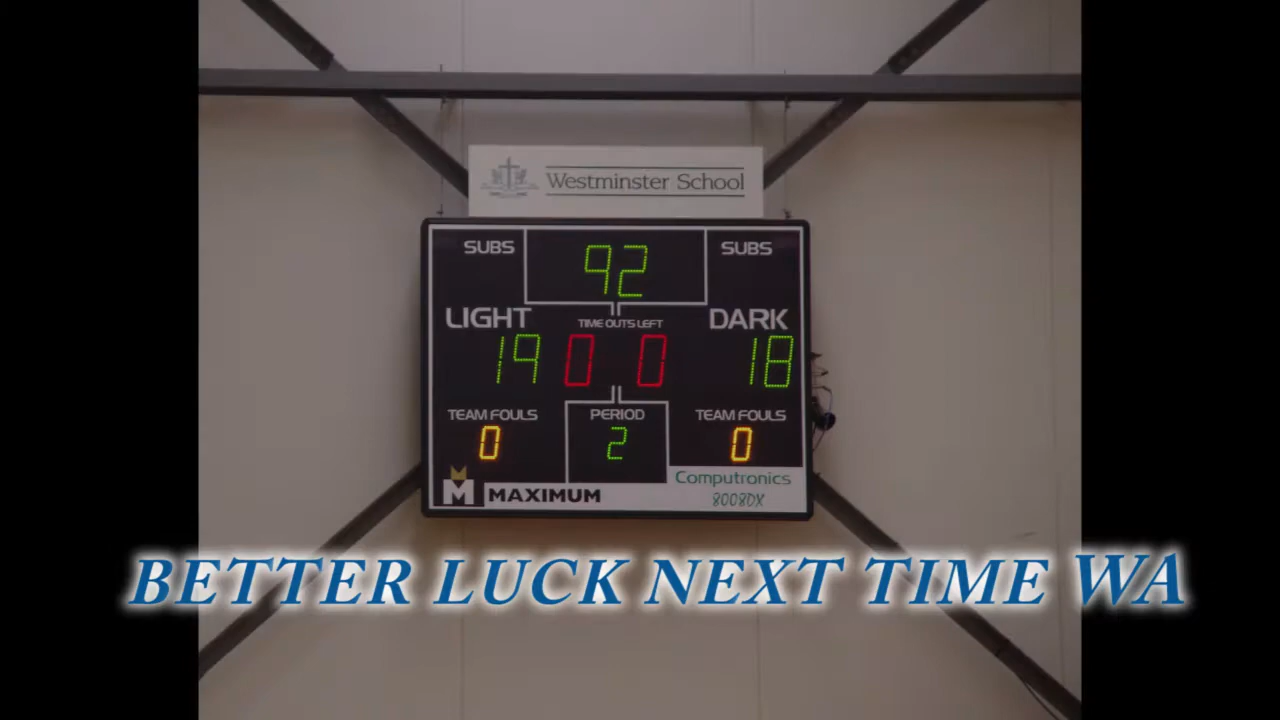 Westminster School
SUBS 92 SUBS
LIGHT TIME OUTS LEFT DARK
19 0 0 18
TEAM FOULS PERIOD TEAM FOULS
0 2 0
Computronics
M MAXIMUM 8008DX
BETTER LUCK NEXT TIME WA